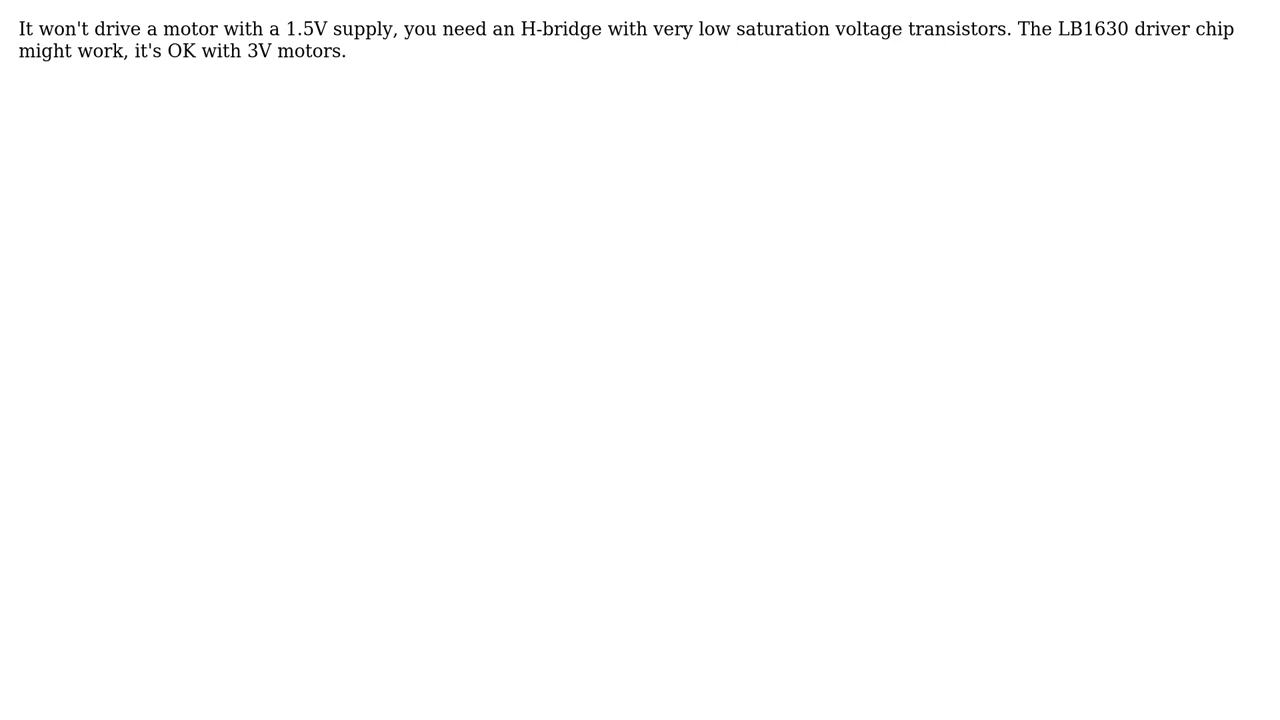 It won't drive a motor with a 1.5V supply, you need an H-bridge with very low saturation voltage transistors. The LB1630 driver chip
might work, it's OK with 3V motors.